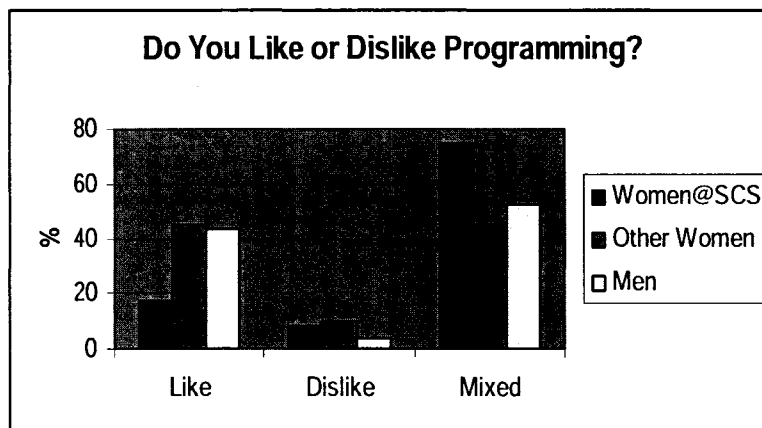 Do You Like or Dislike Programming?
%
80
60
40
20
0
Like Dislike Mixed
Women@SCS
Other Women
Men